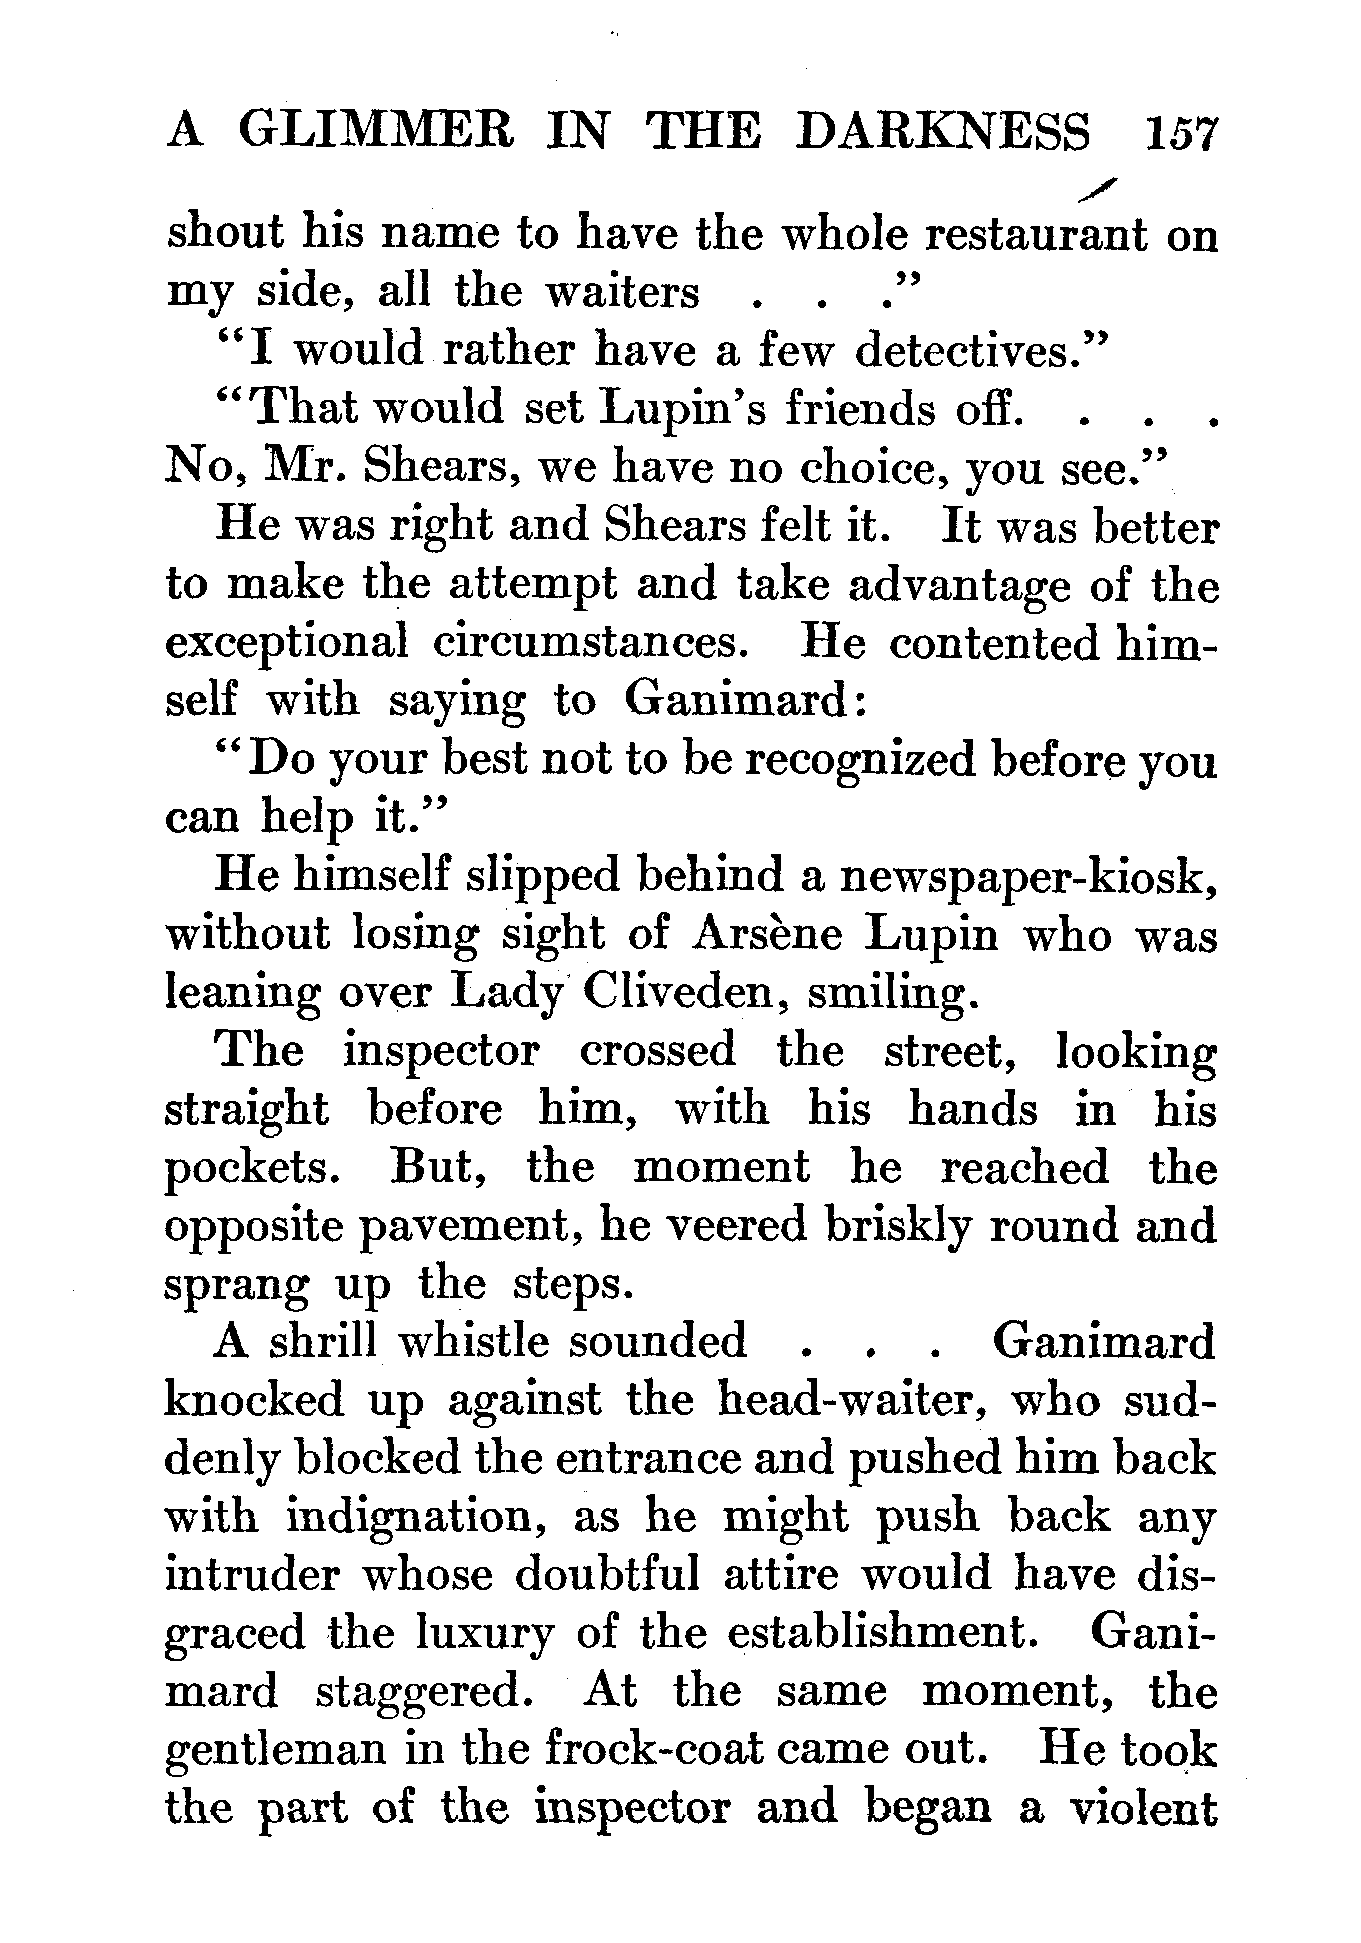 A GLIMMER IN THE DARKNESS 157
shout his name to have the whole restaurant on
my side, all the waiters . . ."
"I would rather have a few detectives."
"That would set Lupin's friends off. . . .
No, Mr. Shears, we have no choice, you see."
He was right and Shears felt it. It was better
to make the attempt and take advantage of the
exceptional circumstances. He contented him-
self with saying to Ganimard:
"Do your best not to be recognized before you
can help it."
He himself slipped behind a newspaper-kiosk,
without losing sight of Arsène Lupin who was
leaning over Lady Cliveden, smiling.
The inspector crossed the street, looking
straight before him, with his hands in his
pockets. But, the moment he reached the
opposite pavement, he veered briskly round and
sprang up the steps.
A shrill whistle sounded . . . Ganimard
knocked up against the head-waiter, who sud-
denly blocked the entrance and pushed him back
with indignation, as he might push back any
intruder whose doubtful attire would have dis-
graced the luxury of the establishment. Gani-
mard staggered. At the same moment, the
gentleman in the frock-coat came out. He took
the part of the inspector and began a violent